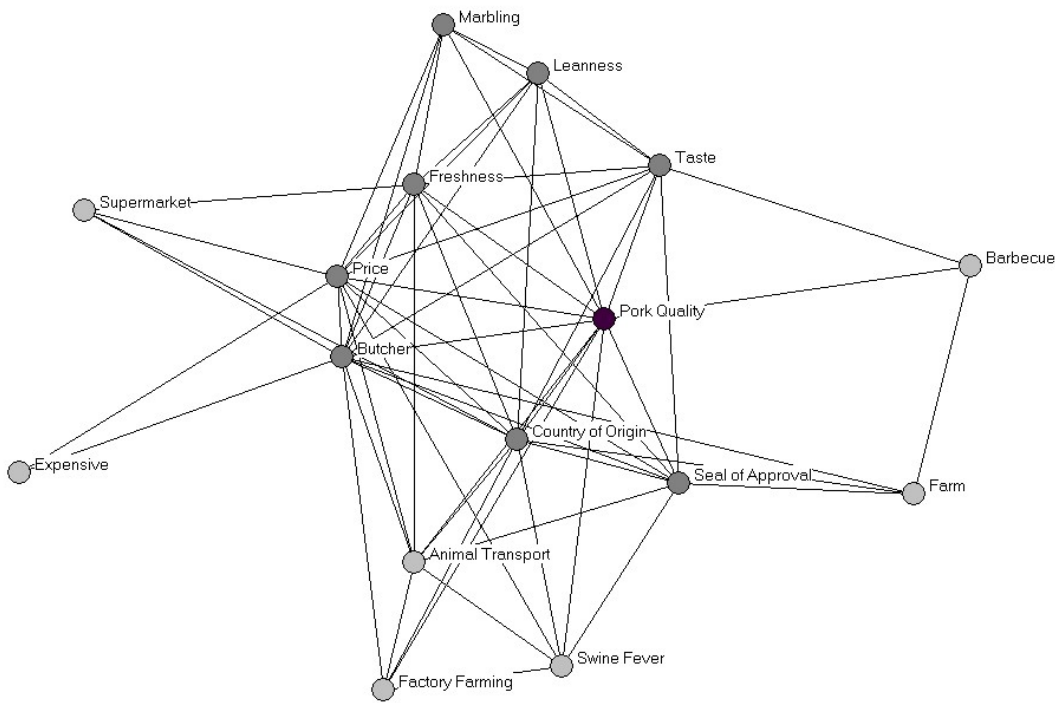 Marbling
Leanness
Taste
Freshness
Supermarket
Barbecue
Price
Pork Quality
Butcher
Country of Origin
Expensive
Seal of Approval
Farm
Animal Transport
Swine Fever
Factory Farming